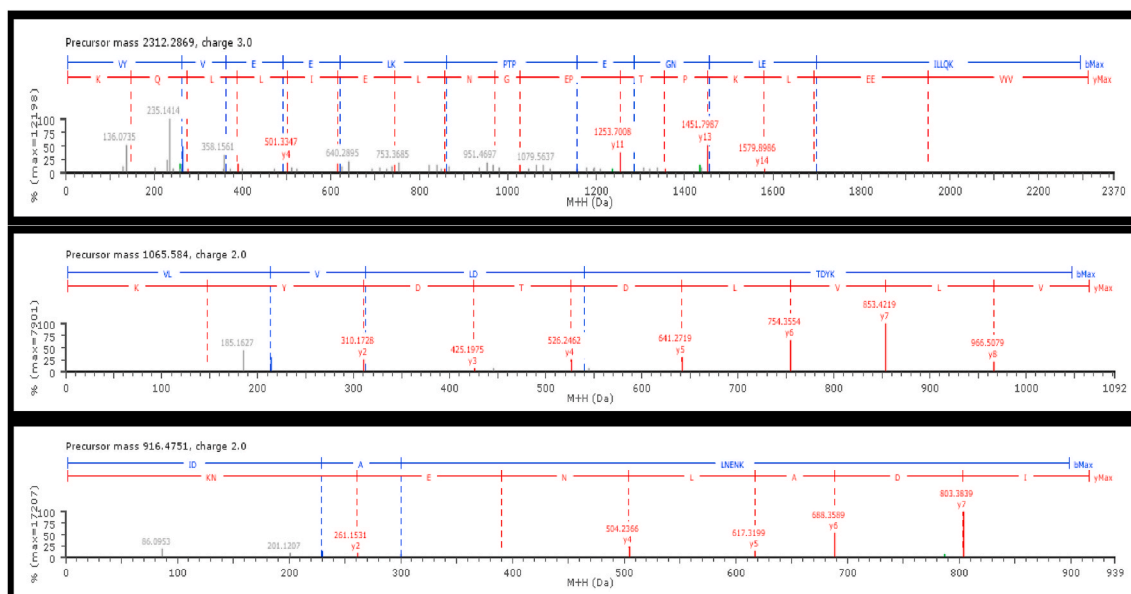 Precursor mass 2312.2869, charge 3.0
VY V E E LK PTP E GN LE ILLQK bMax
K Q L L I E L N G EP T P K L EE VYV yMax
% (max=12198)
100
75
50
25
0
136.0735
235.1414
358.1561
501.3347
y4
640.2895
753.3685
951.4697
1079.5637
1253.7008
y11
1451.7987
y13
1579.8986
y14
0 200 400 600 800 1000 1200 1400 1600 1800 2000 2200 2370
M+H (Da)
Precursor mass 1065.584, charge 2.0
VL V LD TDYK bMax
K Y D T D L V L V yMax
% (max=7901)
100
75
50
25
0
185.1627
310.1728
y2
425.1975
y3
526.2462
y4
641.2719
y5
754.3554
y6
853.4219
y7
966.5079
y8
0 100 200 300 400 500 600 700 800 900 1000 1092
M+H (Da)
Precursor mass 916.4751, charge 2.0
ID A LNENK bMax
KN E N L A D I yMax
% (max=17207)
100
75
50
25
0
86.0953
201.1207
261.1531
y2
504.2366
y4
617.3199
y5
688.3589
y6
803.3839
y7
0 100 200 300 400 500 600 700 800 900 939
M+H (Da)